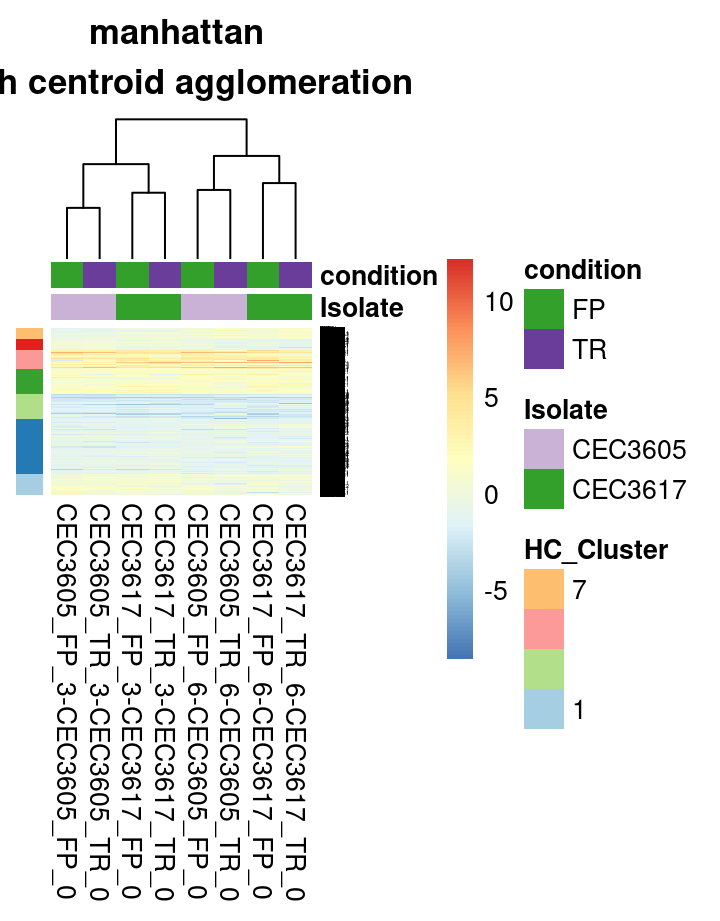 manhattan
h centroid agglomeration
condition
Isolate
CEC3605_FP_3-CEC3605_FP_0
CEC3605_TR_3-CEC3605_TR_0
CEC3617_FP_3-CEC3617_FP_0
CEC3617_TR_3-CEC3617_TR_0
CEC3605_FP_6-CEC3605_FP_0
CEC3605_TR_6-CEC3605_TR_0
CEC3617_FP_6-CEC3617_FP_0
CEC3617_TR_6-CEC3617_TR_0
10
5
0
-5
condition
FP
TR
Isolate
CEC3605
CEC3617
HC_Cluster
7
1